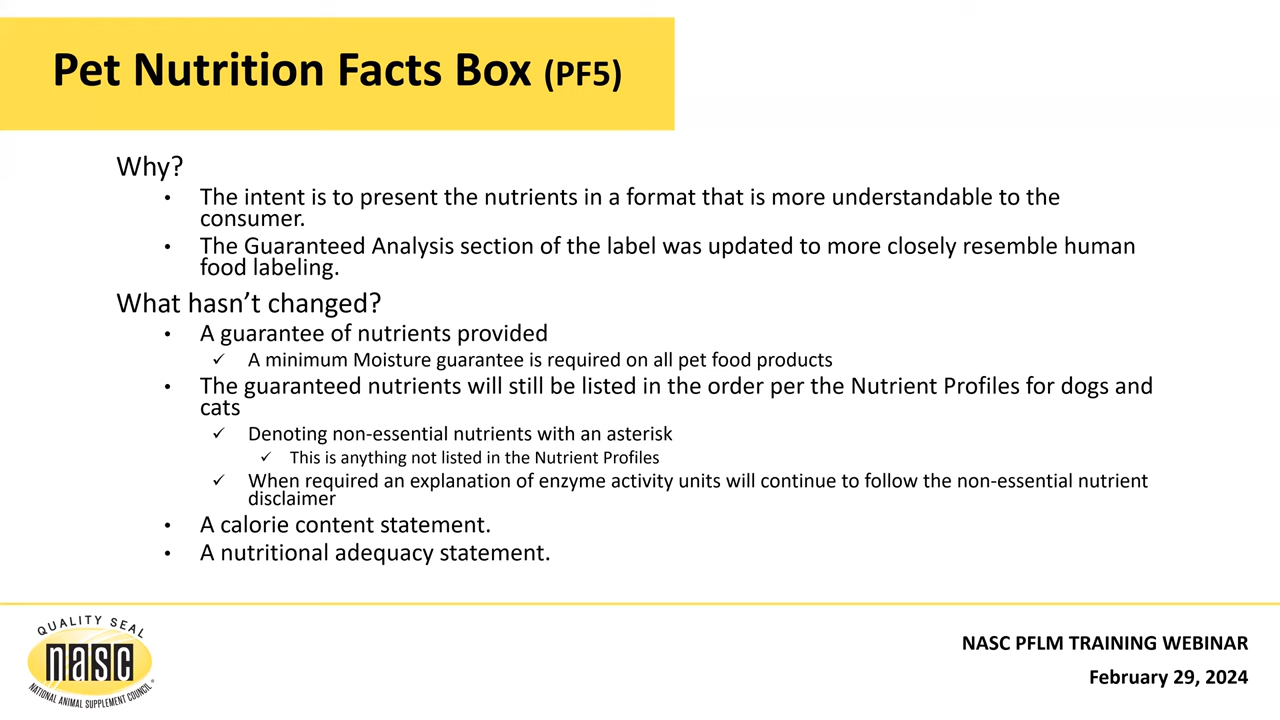 Pet Nutrition Facts Box (PF5)
Why?
• The intent is to present the nutrients in a format that is more understandable to the
consumer.
• The Guaranteed Analysis section of the label was updated to more closely resemble human
food labeling.
What hasn’t changed?
• A guarantee of nutrients provided
✓ A minimum Moisture guarantee is required on all pet food products
• The guaranteed nutrients will still be listed in the order per the Nutrient Profiles for dogs and
cats
✓ Denoting non-essential nutrients with an asterisk
✓ This is anything not listed in the Nutrient Profiles
✓ When required an explanation of enzyme activity units will continue to follow the non-essential nutrient
disclaimer
• A calorie content statement.
• A nutritional adequacy statement.
QUALITY SEAL
nasc
NATIONAL ANIMAL SUPPLEMENT COUNCIL®
NASC PFLM TRAINING WEBINAR
February 29, 2024